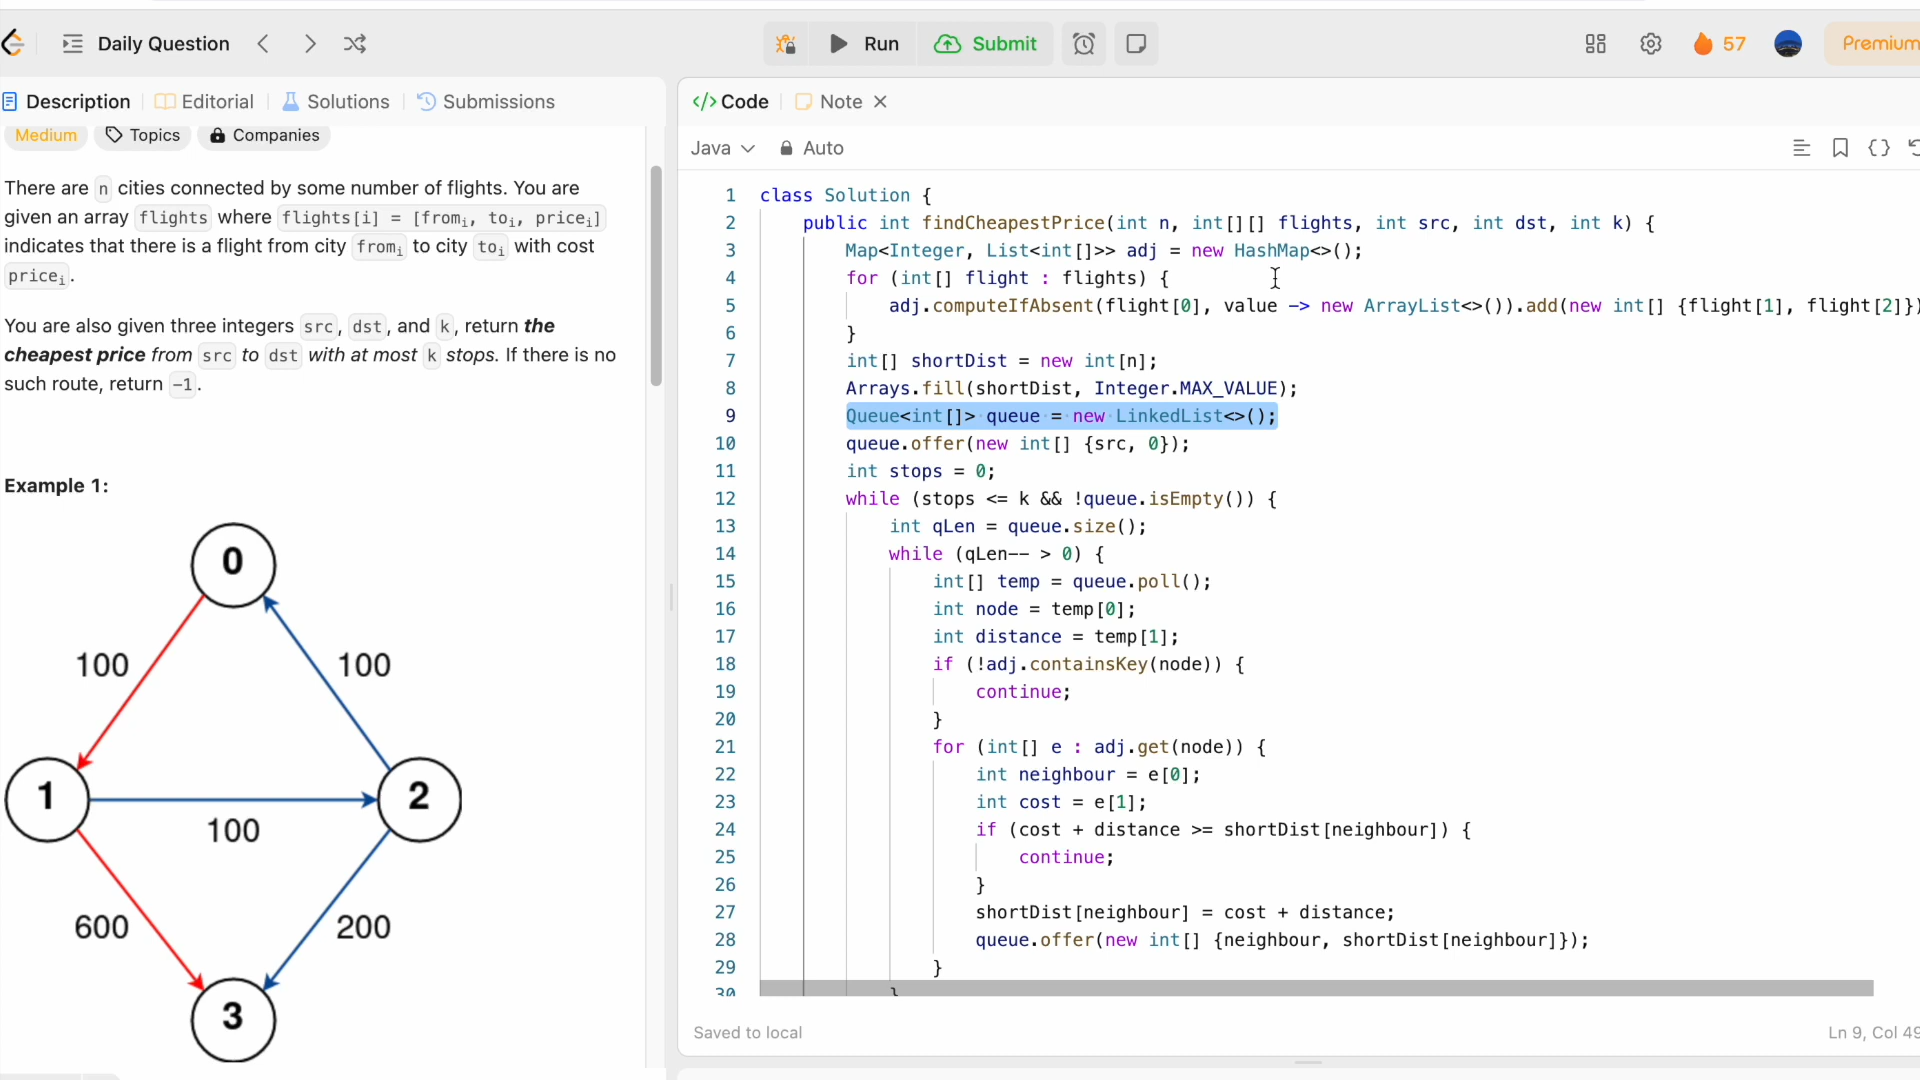 Daily Question
Run
Submit
57
Premium
Description
Editorial
Solutions
Submissions
Medium
Topics
Companies
There are n cities connected by some number of flights. You are
given an array flights where flights[i] = [fromi, toi, pricei]
indicates that there is a flight from city fromi to city toi with cost
pricei.
You are also given three integers src, dst, and k, return the
cheapest price from src to dst with at most k stops. If there is no
such route, return -1.
Example 1:
0
100
100
1
2
100
600
200
3
</> Code
Note
Java
Auto
1 class Solution {
2 public int findCheapestPrice(int n, int[][] flights, int src, int dst, int k) {
3 Map<Integer, List<int[]>> adj = new HashMap<>();
4 for (int[] flight : flights) {
5 adj.computeIfAbsent(flight[0], value -> new ArrayList<>()).add(new int[] {flight[1], flight[2]})
6 }
7 int[] shortDist = new int[n];
8 Arrays.fill(shortDist, Integer.MAX_VALUE);
9 Queue<int[]> queue = new LinkedList<>();
10 queue.offer(new int[] {src, 0});
11 int stops = 0;
12 while (stops <= k && !queue.isEmpty()) {
13 int qLen = queue.size();
14 while (qLen-- > 0) {
15 int[] temp = queue.poll();
16 int node = temp[0];
17 int distance = temp[1];
18 if (!adj.containsKey(node)) {
19 continue;
20 }
21 for (int[] e : adj.get(node)) {
22 int neighbour = e[0];
23 int cost = e[1];
24 if (cost + distance >= shortDist[neighbour]) {
25 continue;
26 }
27 shortDist[neighbour] = cost + distance;
28 queue.offer(new int[] {neighbour, shortDist[neighbour]});
29 }
30 }
Saved to local
Ln 9, Col 49